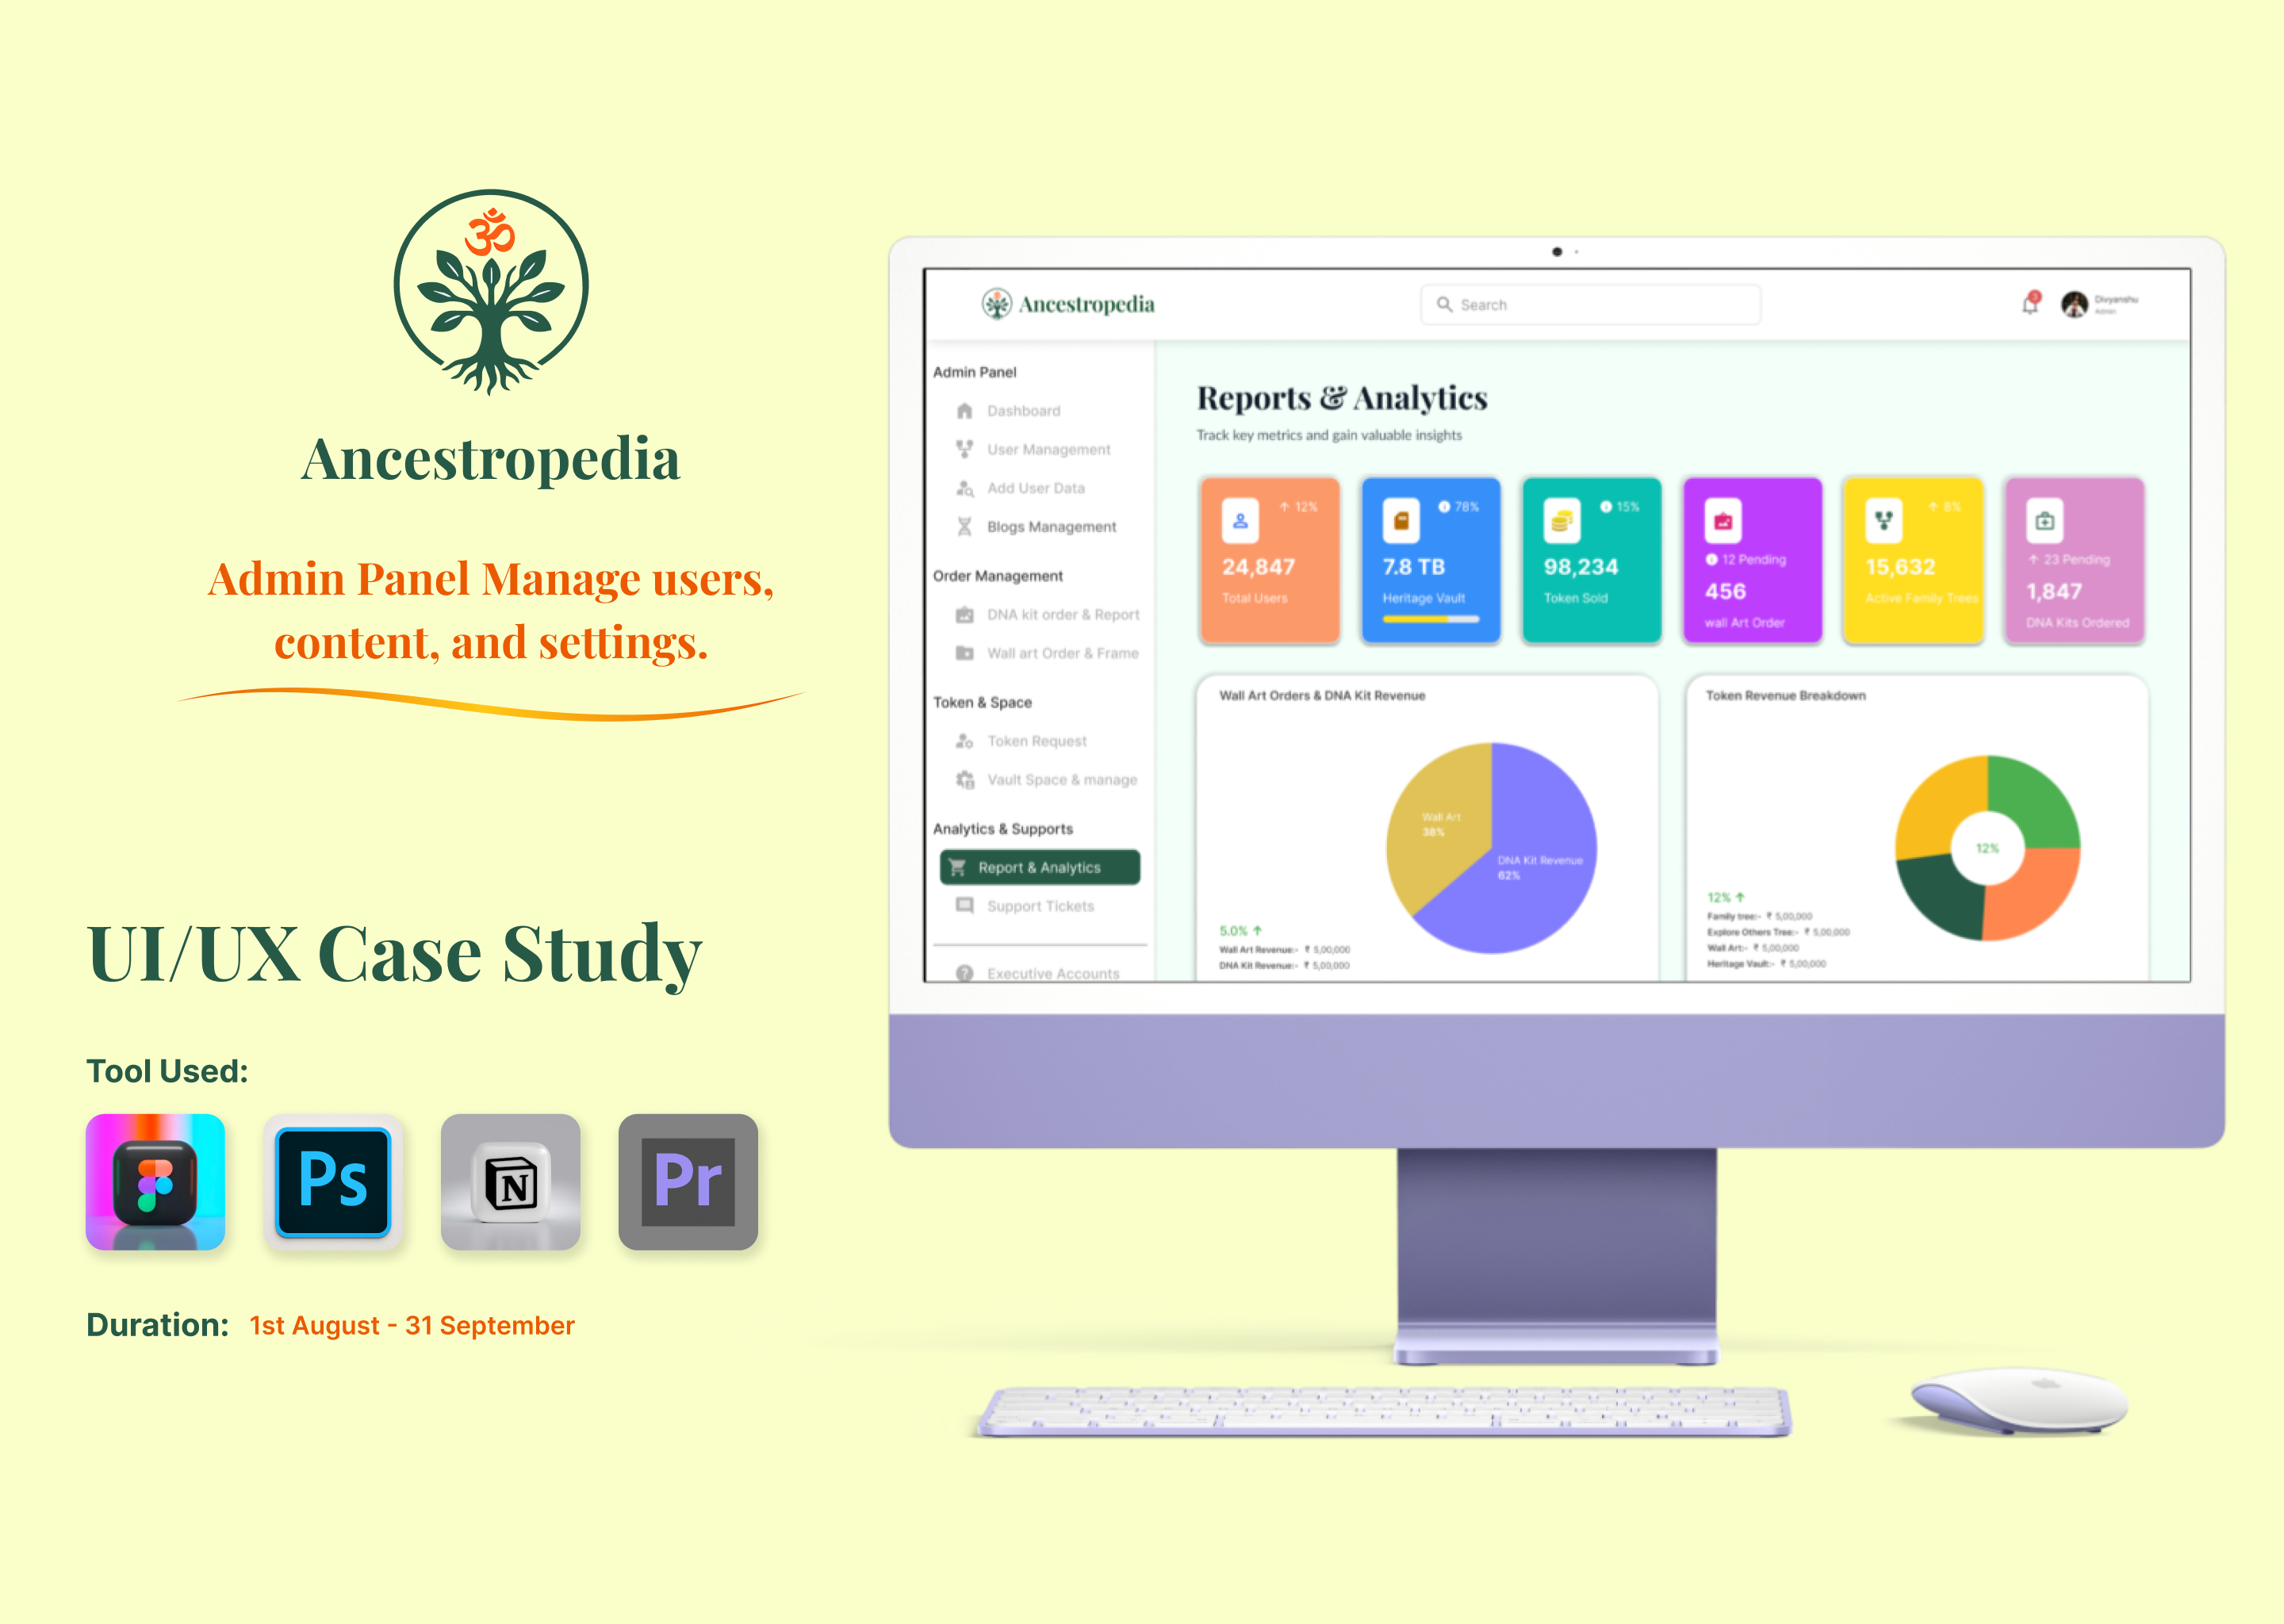 ॐ
Ancestropedia
Admin Panel Manage users,
content, and settings.
UI/UX Case Study
Tool Used:
Ps
N
Pr
Duration: 1st August - 31 September
Ancestropedia
Search
3
Divyanshu
Admin
Admin Panel
Dashboard
User Management
Add User Data
Blogs Management
Order Management
DNA kit order & Report
Wall art Order & Frame
Token & Space
Token Request
Vault Space & manage
Analytics & Supports
Report & Analytics
Support Tickets
Executive Accounts
Reports & Analytics
Track key metrics and gain valuable insights
↑ 12%
24,847
Total Users
78%
7.8 TB
Heritage Vault
15%
98,234
Token Sold
12 Pending
456
wall Art Order
↑ 8%
15,632
Active Family Trees
↑ 23 Pending
1,847
DNA Kits Ordered
Wall Art Orders & DNA Kit Revenue
Wall Art
38%
DNA Kit Revenue
62%
5.0% ↑
Wall Art Revenue:- ₹ 5,00,000
DNA Kit Revenue:- ₹ 5,00,000
Token Revenue Breakdown
12%
12% ↑
Family tree:- ₹ 5,00,000
Explore Others Tree:- ₹ 5,00,000
Wall Art:- ₹ 5,00,000
Heritage Vault:- ₹ 5,00,000